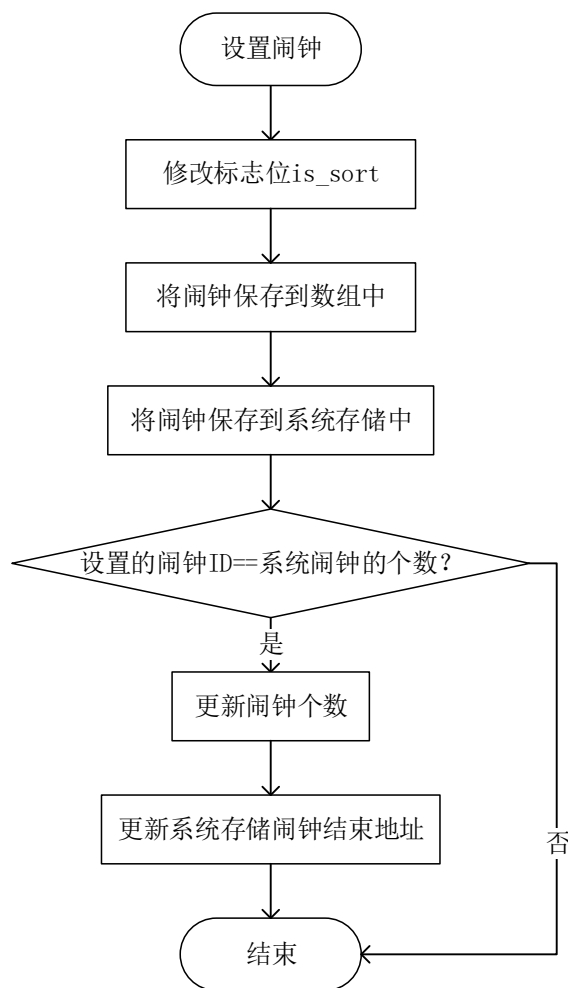 设置闹钟
修改标志位is_sort
将闹钟保存到数组中
将闹钟保存到系统存储中
设置的闹钟ID==系统闹钟的个数?
是
更新闹钟个数
更新系统存储闹钟结束地址
否
结束